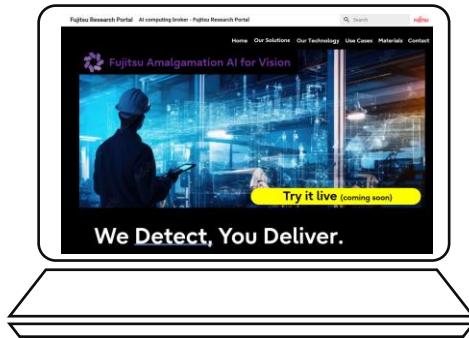 Fujitsu Research Portal AI computing broker - Fujitsu Research Portal Search FUJITSU
Home Our Solutions Our Technology Use Cases Materials Contact
Fujitsu Amalgamation AI for Vision
Try it live (coming soon)
We Detect, You Deliver.